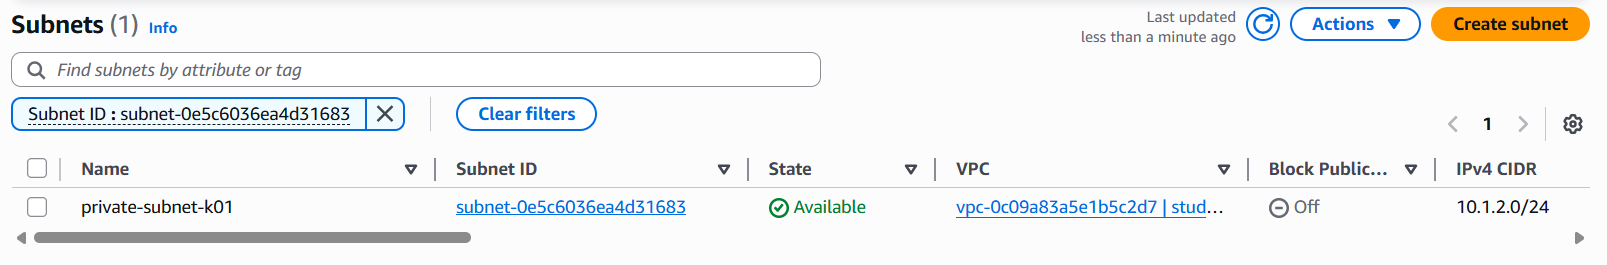 Subnets (1) Info
Last updated
less than a minute ago
Actions
Create subnet
Find subnets by attribute or tag
Subnet ID : subnet-0e5c6036ea4d31683
Clear filters
1
Name Subnet ID State VPC Block Public... IPv4 CIDR
private-subnet-k01 subnet-0e5c6036ea4d31683 Available vpc-0c09a83a5e1b5c2d7 | stud... Off 10.1.2.0/24